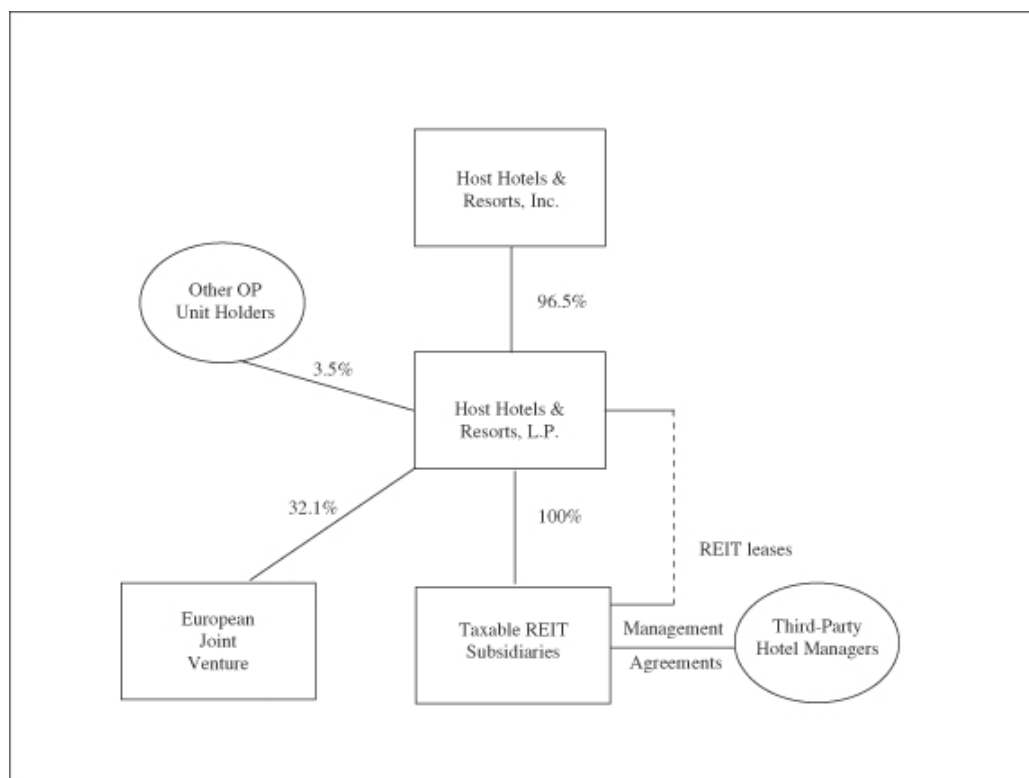 Host Hotels &
Resorts, Inc.
Other OP
Unit Holders
96.5%
3.5%
Host Hotels &
Resorts, L.P.
32.1%
100%
REIT leases
European
Joint
Venture
Taxable REIT
Subsidiaries
Management
Agreements
Third-Party
Hotel Managers